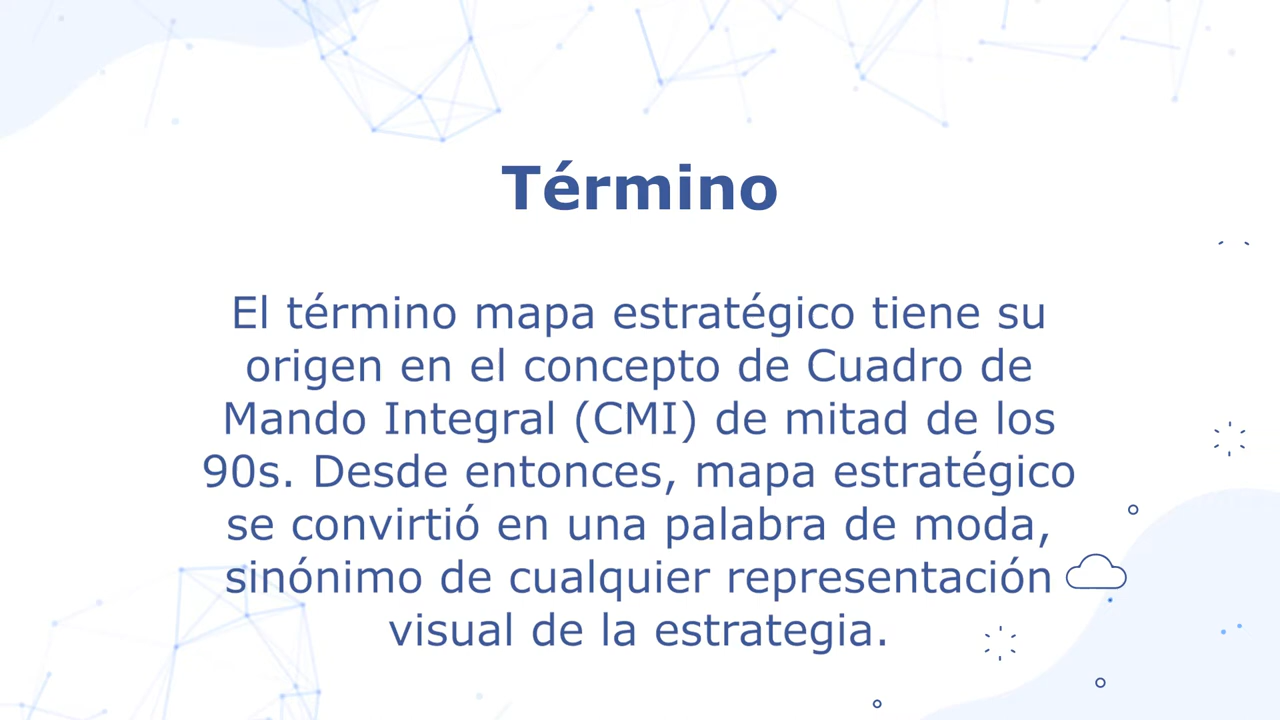 Término
El término mapa estratégico tiene su
origen en el concepto de Cuadro de
Mando Integral (CMI) de mitad de los
90s. Desde entonces, mapa estratégico
se convirtió en una palabra de moda,
sinónimo de cualquier representación
visual de la estrategia.